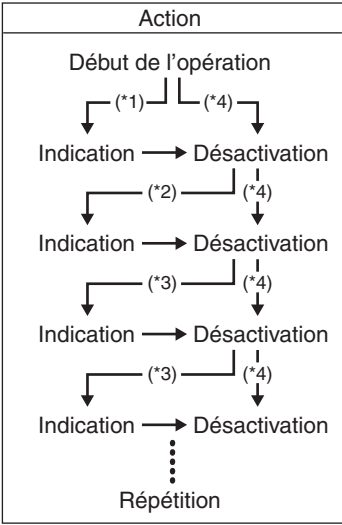 Action
Début de l'opération
(*1) (*4)
Indication Désactivation
(*2) (*4)
Indication Désactivation
(*3) (*4)
Indication Désactivation
(*3) (*4)
Indication Désactivation
Répétition